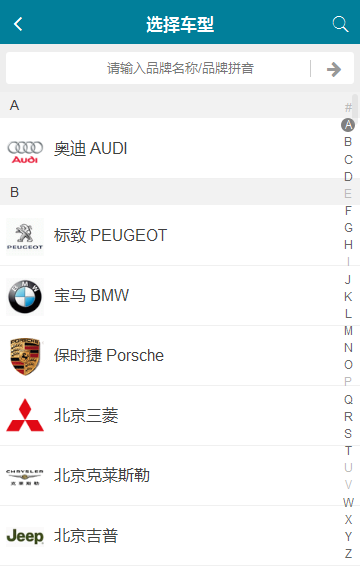 选择车型
请输入品牌名称/品牌拼音
A
Audi
奥迪 AUDI
B
PEUGEOT
标致 PEUGEOT
BMW
宝马 BMW
保时捷 Porsche
北京三菱
CHRYSLER
克莱斯勒
北京克莱斯勒
Jeep
北京吉普
#
A
B
C
D
E
F
G
H
I
J
K
L
M
N
O
P
Q
R
S
T
U
V
W
X
Y
Z